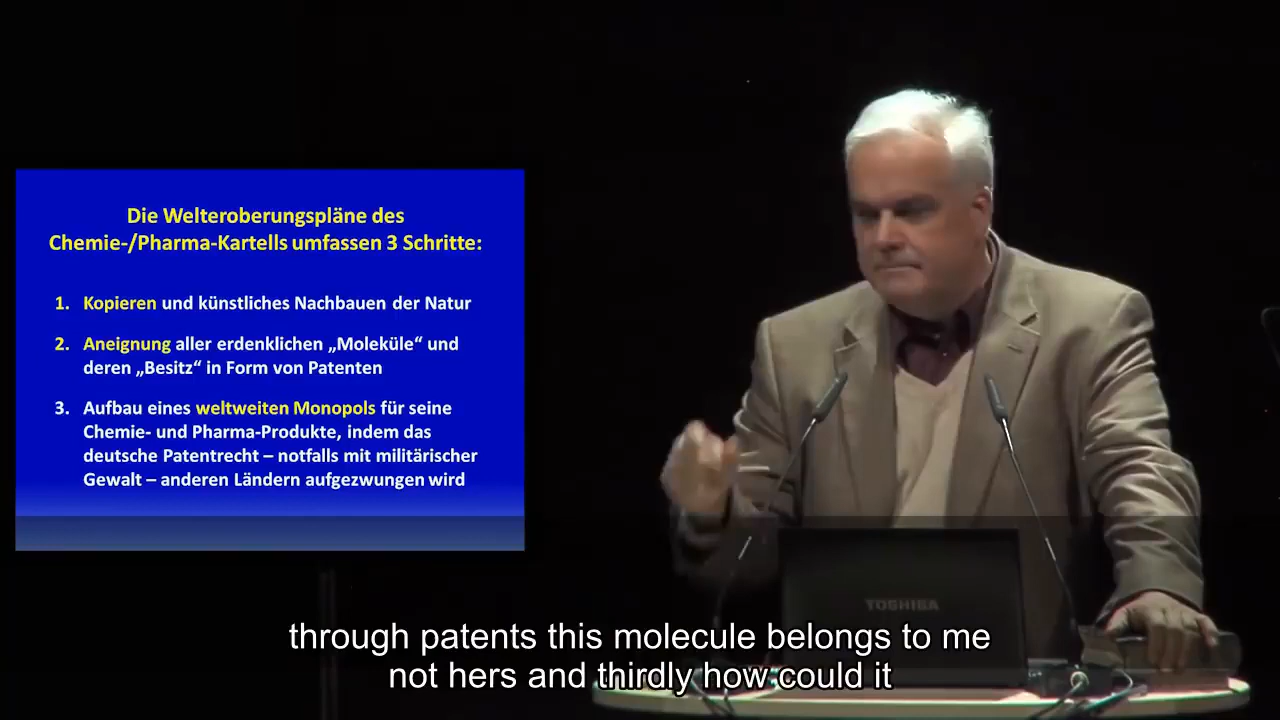 Die Welteroberungspläne des
Chemie-/Pharma-Kartells umfassen 3 Schritte:
1. Kopieren und künstliches Nachbauen der Natur
2. Aneignung aller erdenklichen „Moleküle“ und
deren „Besitz“ in Form von Patenten
3. Aufbau eines weltweiten Monopols für seine
Chemie- und Pharma-Produkte, indem das
deutsche Patentrecht – notfalls mit militärischer
Gewalt – anderen Ländern aufgezwungen wird
TOSHIBA
through patents this molecule belongs to me
not hers and thirdly how could it